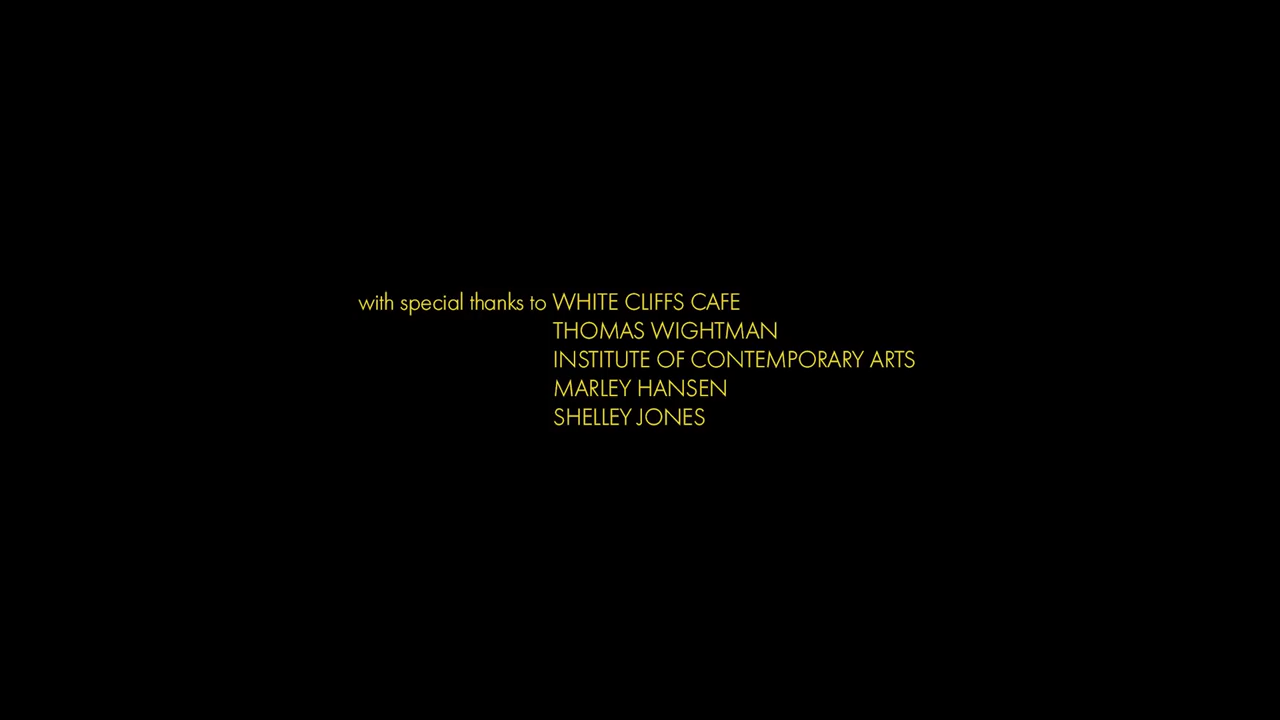 with special thanks to WHITE CLIFFS CAFE
THOMAS WIGHTMAN
INSTITUTE OF CONTEMPORARY ARTS
MARLEY HANSEN
SHELLEY JONES